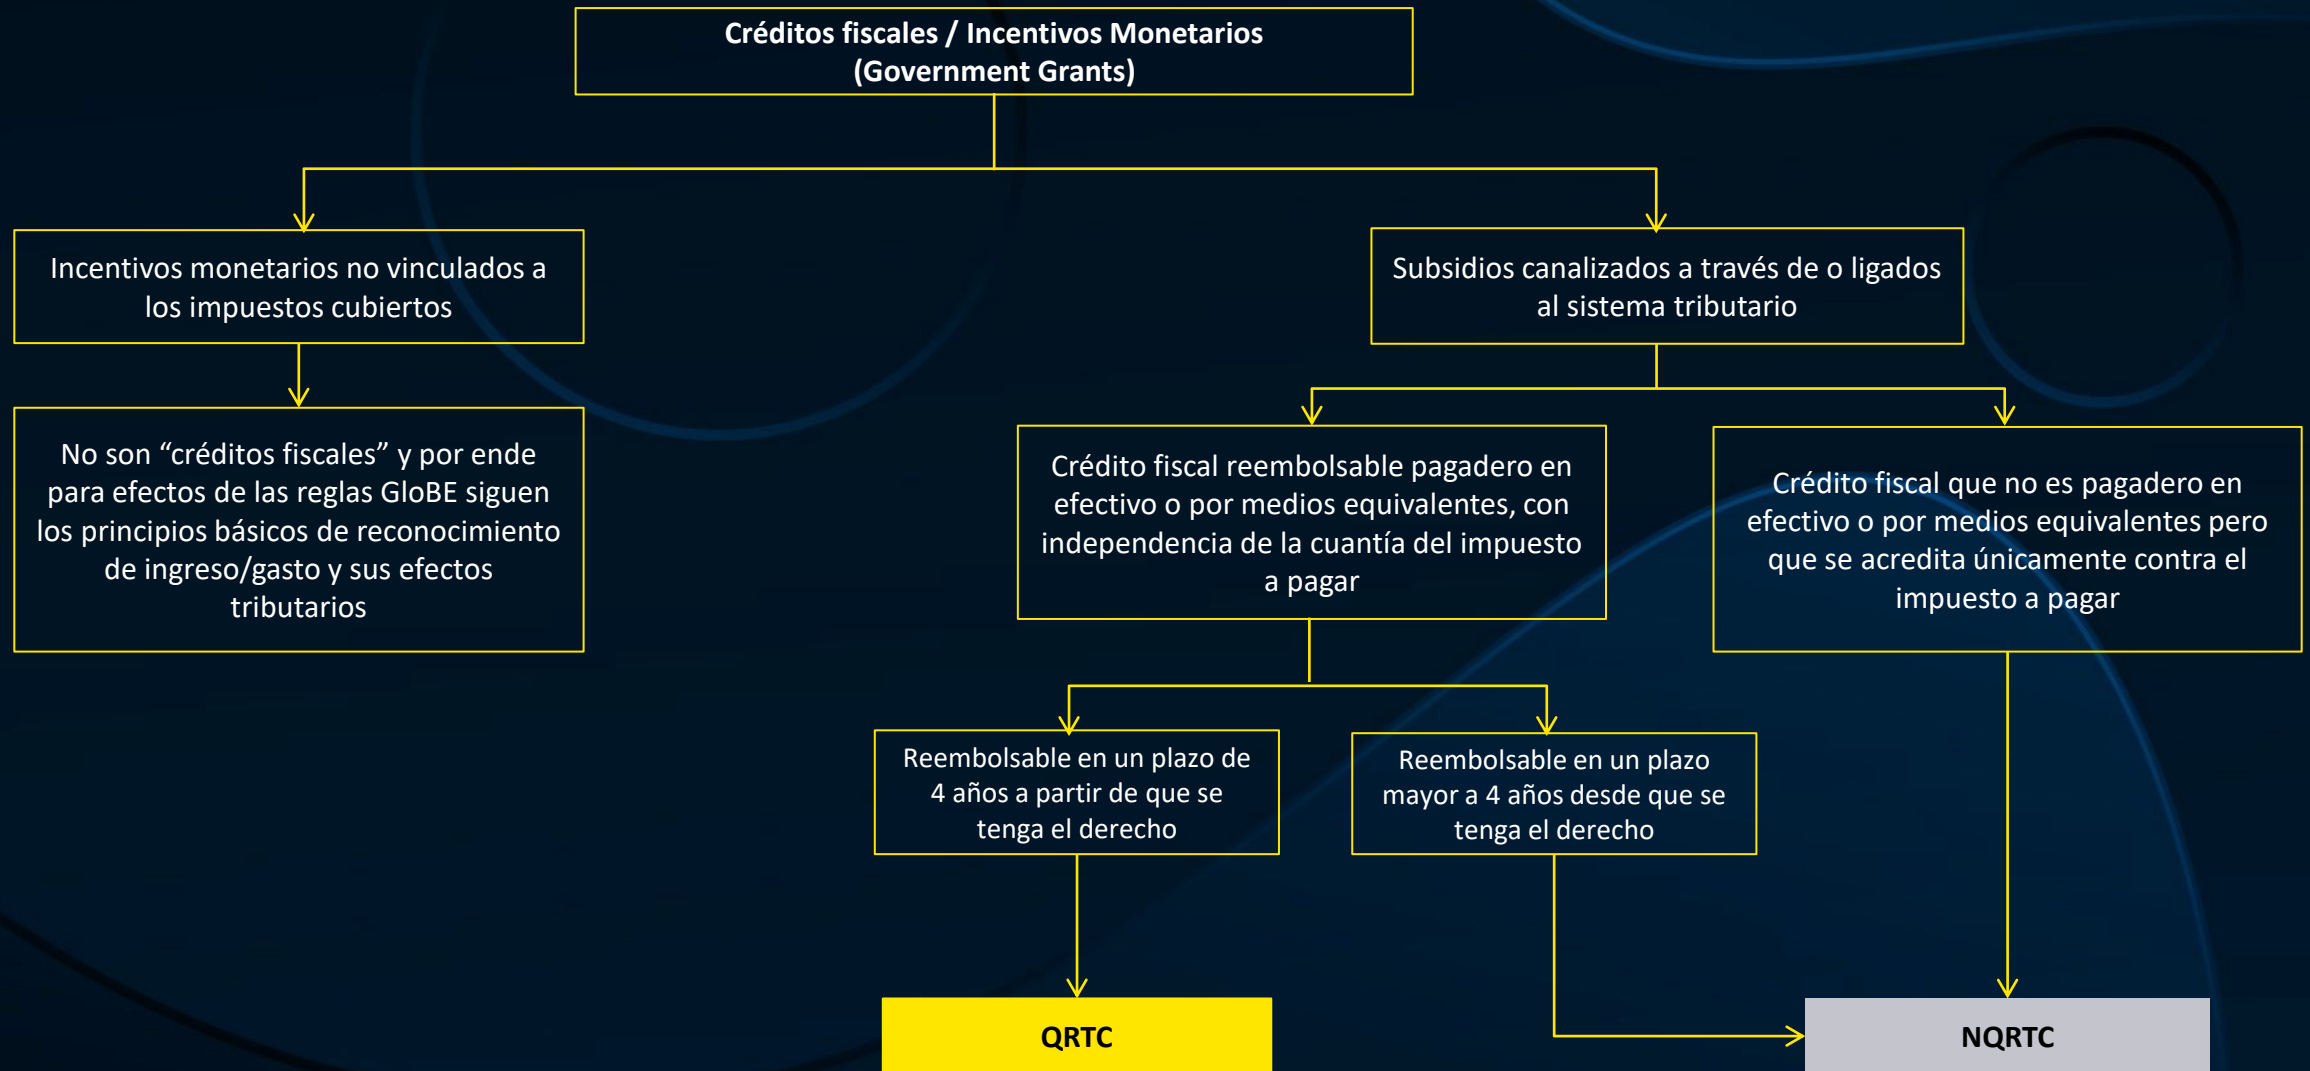 Créditos fiscales / Incentivos Monetarios
(Government Grants)
Incentivos monetarios no vinculados a
los impuestos cubiertos
Subsidios canalizados a través de o ligados
al sistema tributario
No son “créditos fiscales” y por ende
para efectos de las reglas GloBE siguen
los principios básicos de reconocimiento
de ingreso/gasto y sus efectos
tributarios
Crédito fiscal reembolsable pagadero en
efectivo o por medios equivalentes, con
independencia de la cuantía del impuesto
a pagar
Crédito fiscal que no es pagadero en
efectivo o por medios equivalentes pero
que se acredita únicamente contra el
impuesto a pagar
Reembolsable en un plazo de
4 años a partir de que se
tenga el derecho
Reembolsable en un plazo
mayor a 4 años desde que se
tenga el derecho
QRTC
NQRTC